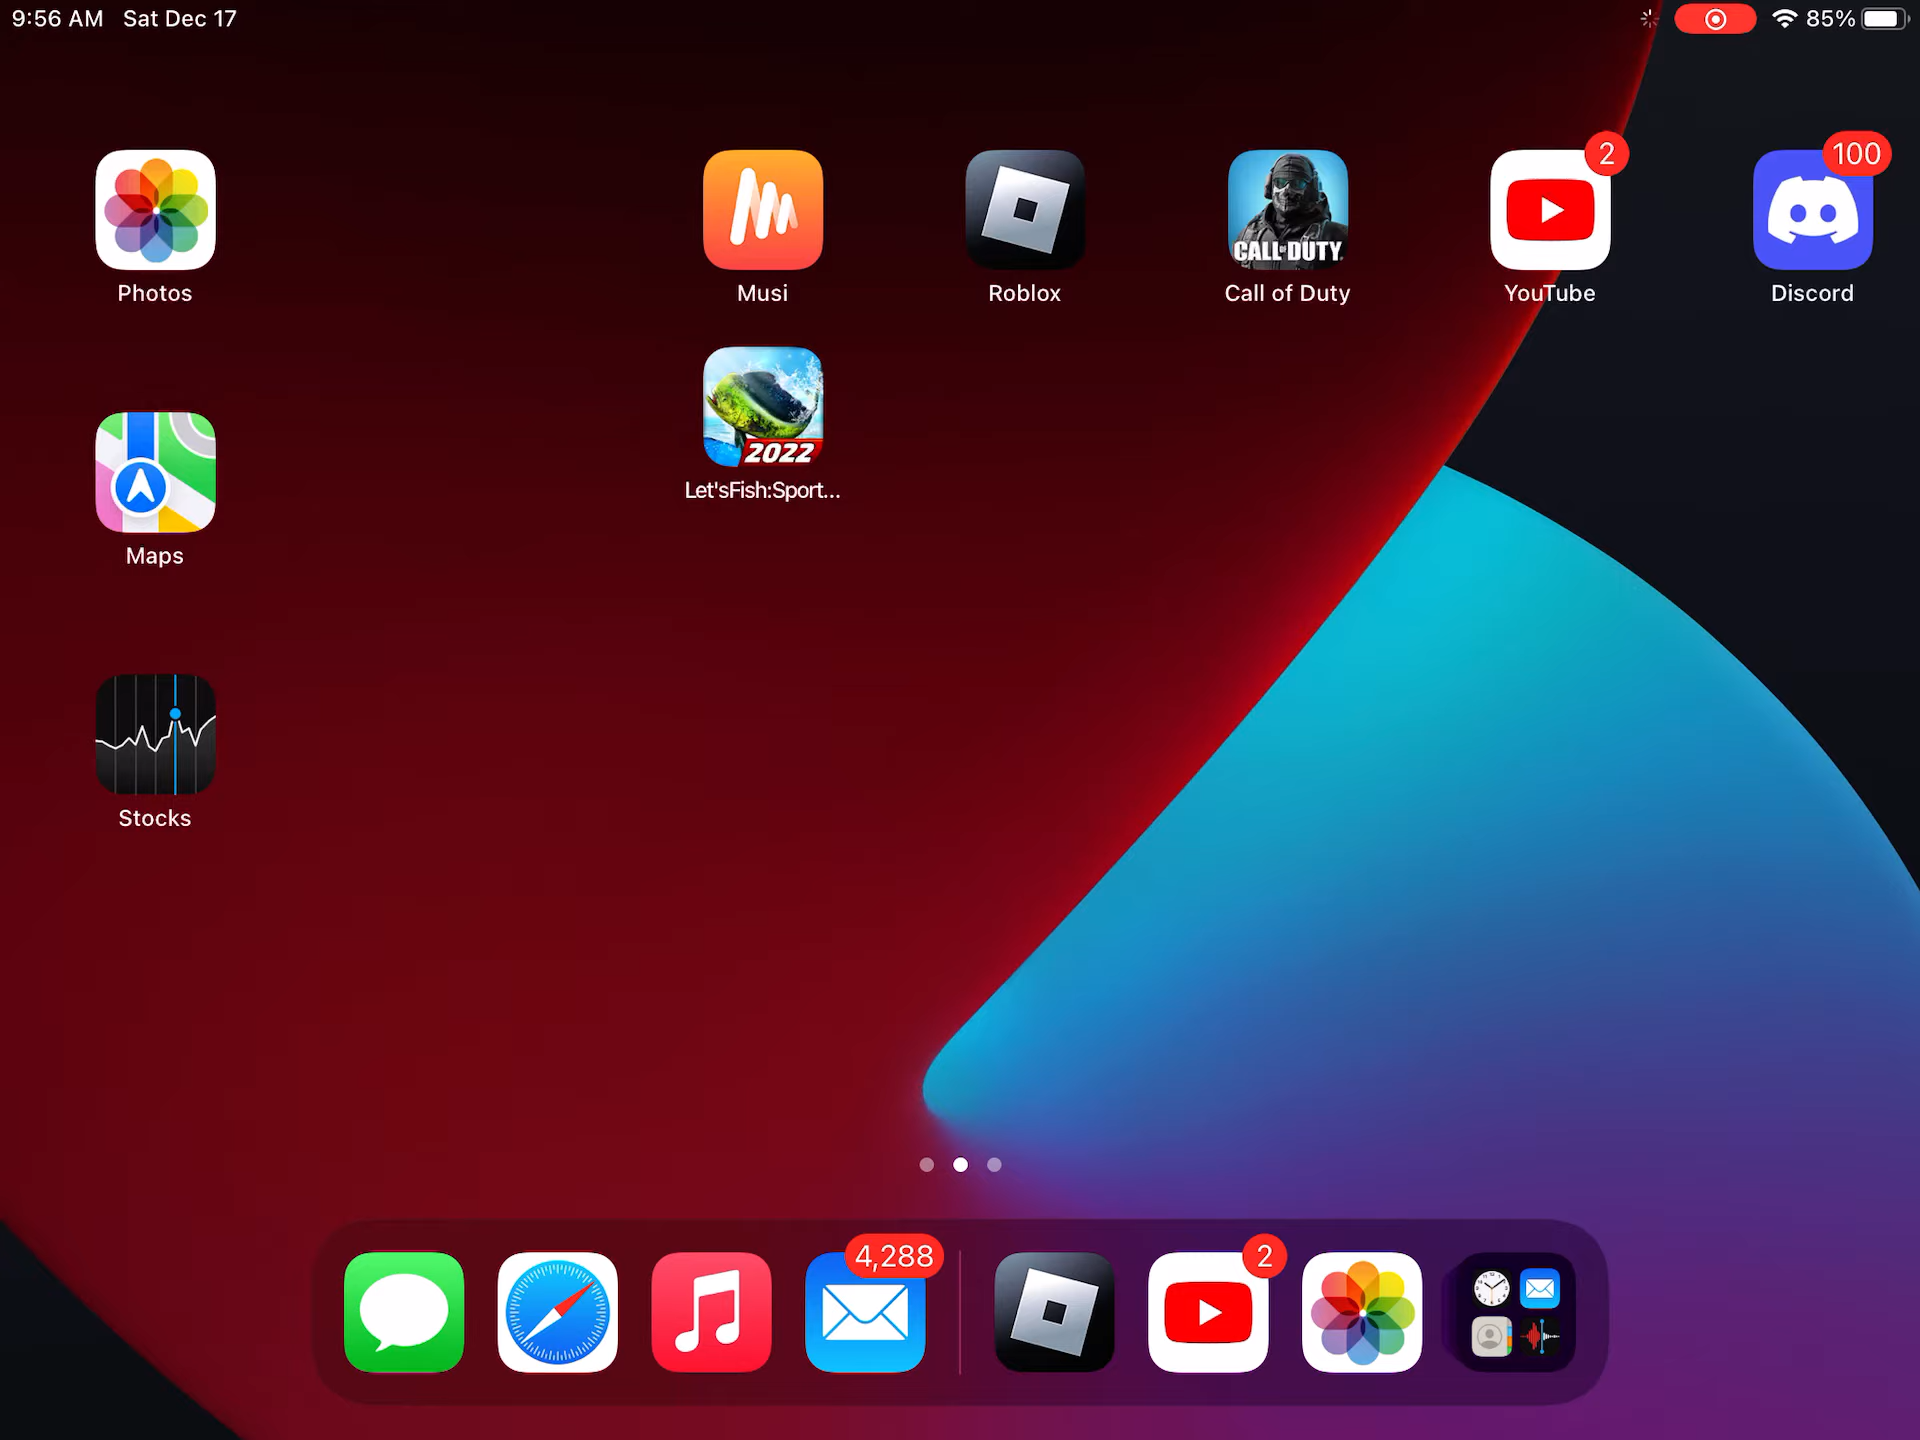 9:56 AM Sat Dec 17
85%
2
100
CALL OF DUTY
Photos
Musi
Roblox
Call of Duty
YouTube
Discord
2022
Let'sFish:Sport...
Maps
Stocks
4,288
2